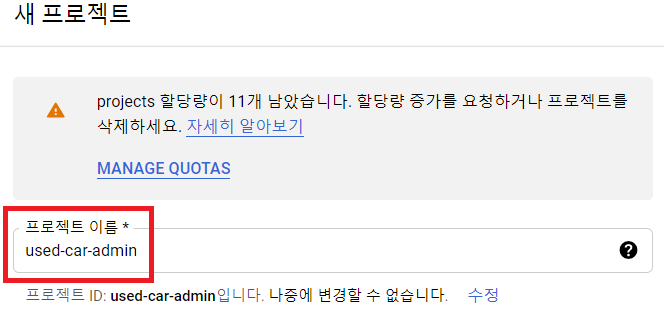 새 프로젝트
projects 할당량이 11개 남았습니다. 할당량 증가를 요청하거나 프로젝트를
삭제하세요. 자세히 알아보기
MANAGE QUOTAS
프로젝트 이름 *
used-car-admin
프로젝트 ID: used-car-admin입니다. 나중에 변경할 수 없습니다. 수정